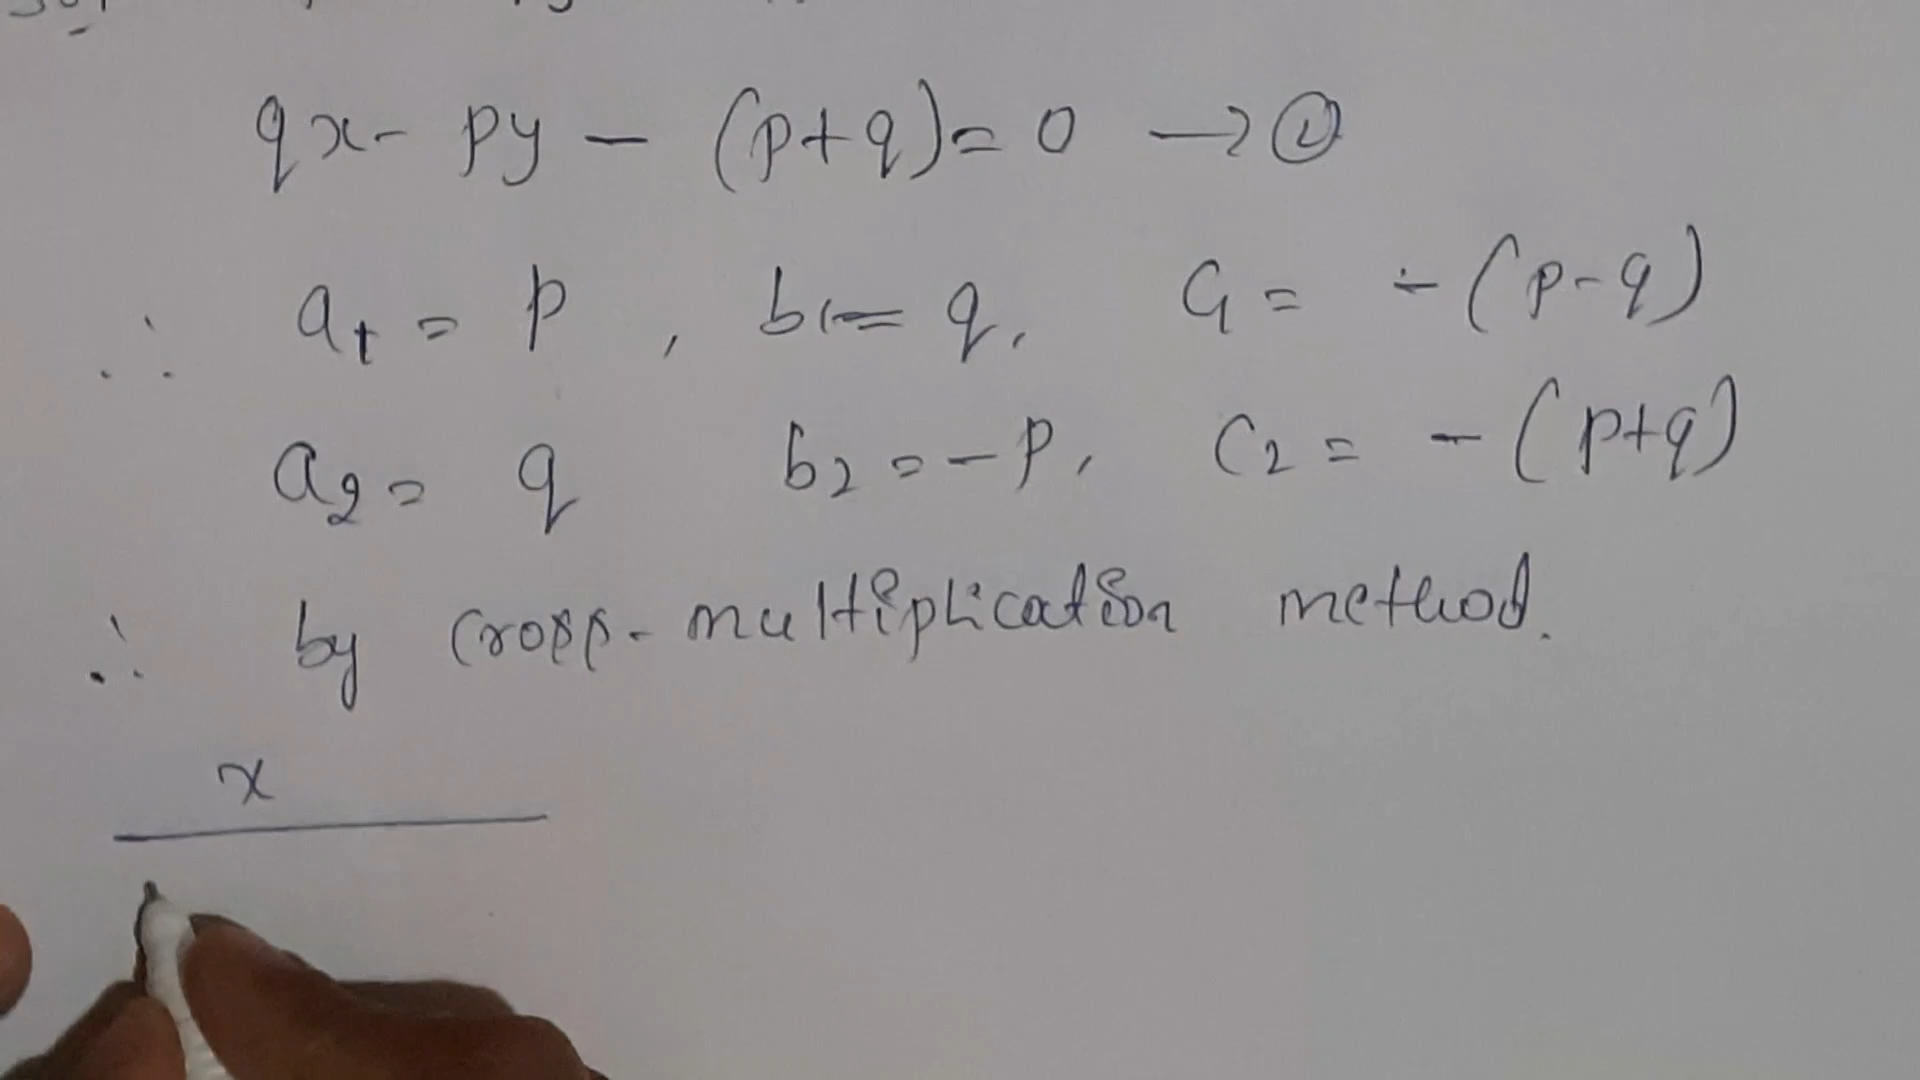 qx - py - (p+q) = 0 → ②
∴ a₁ = p, b₁ = q, c₁ = -(p-q)
a₂ = q b₂ = -p, c₂ = -(p+q)
∴ by cross-multiplication method.
x